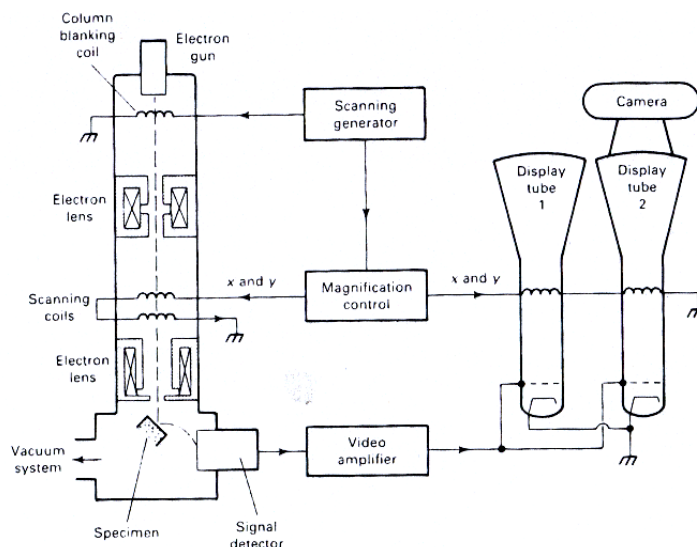 Column
blanking
coil
Electron
gun
Scanning
generator
Camera
Display
tube
1
Display
tube
2
Electron
lens
x and y
Magnification
control
x and y
Scanning
coils
Electron
lens
Vacuum
system
Video
amplifier
Specimen
Signal
detector